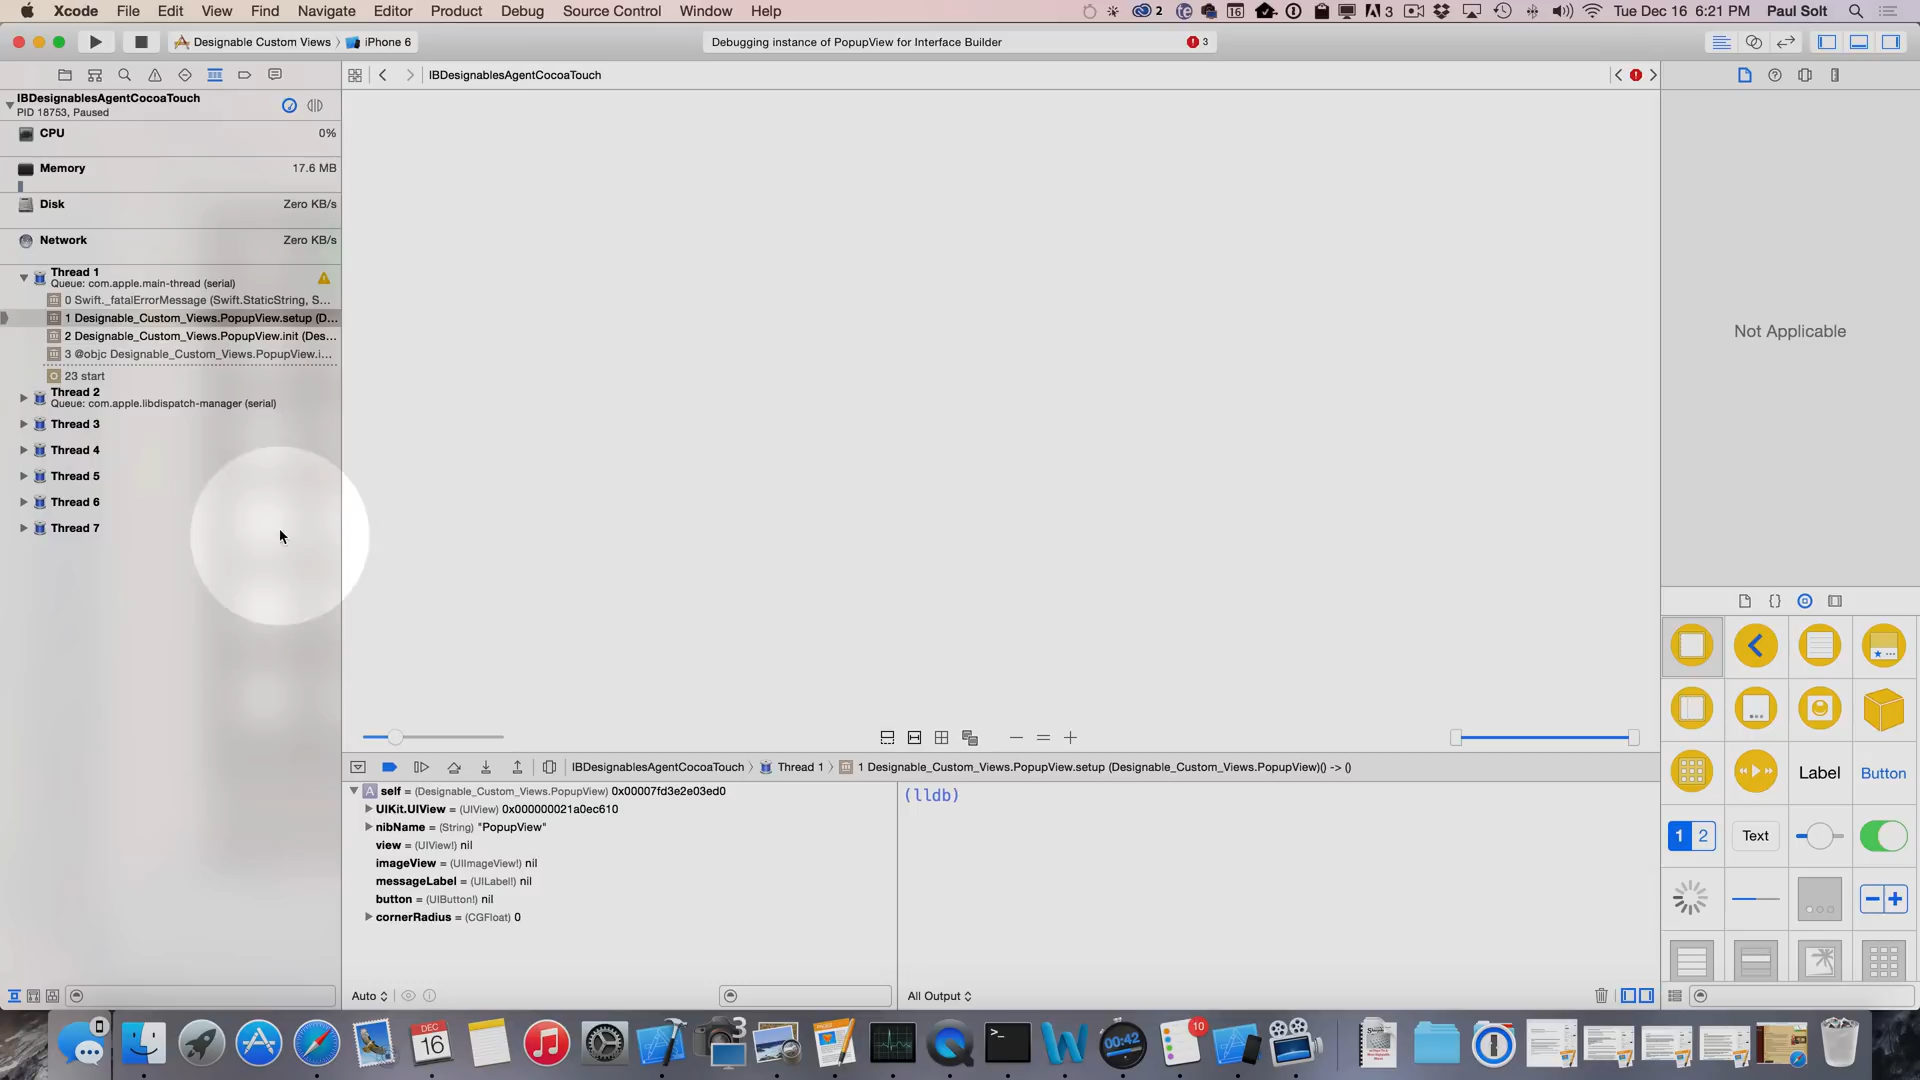 Xcode File Edit View Find Navigate Editor Product Debug Source Control Window Help
2 16 3 Tue Dec 16 6:21 PM Paul Solt
Designable Custom Views iPhone 6
Debugging instance of PopupView for Interface Builder 3
IBDesignablesAgentCocoaTouch
IBDesignablesAgentCocoaTouch
PID 18753, Paused
CPU 0%
Memory 17.6 MB
Disk Zero KB/s
Network Zero KB/s
Thread 1
Queue: com.apple.main-thread (serial)
0 Swift._fatalErrorMessage (Swift.StaticString, S...
1 Designable_Custom_Views.PopupView.setup (D...
2 Designable_Custom_Views.PopupView.init (Des...
3 @objc Designable_Custom_Views.PopupView.i...
23 start
Thread 2
Queue: com.apple.libdispatch-manager (serial)
Thread 3
Thread 4
Thread 5
Thread 6
Thread 7
Not Applicable
Label Button
1 2 Text
IBDesignablesAgentCocoaTouch Thread 1 1 Designable_Custom_Views.PopupView.setup (Designable_Custom_Views.PopupView)() -> ()
self = (Designable_Custom_Views.PopupView) 0x00007fd3e2e03ed0
UIKit.UIView = (UIView) 0x000000021a0ec610
nibName = (String) "PopupView"
view = (UIView!) nil
imageView = (UIImageView!) nil
messageLabel = (UILabel!) nil
button = (UIButton!) nil
cornerRadius = (CGFloat) 0
(lldb)
Auto
All Output
DEC
16
3
00:42
10